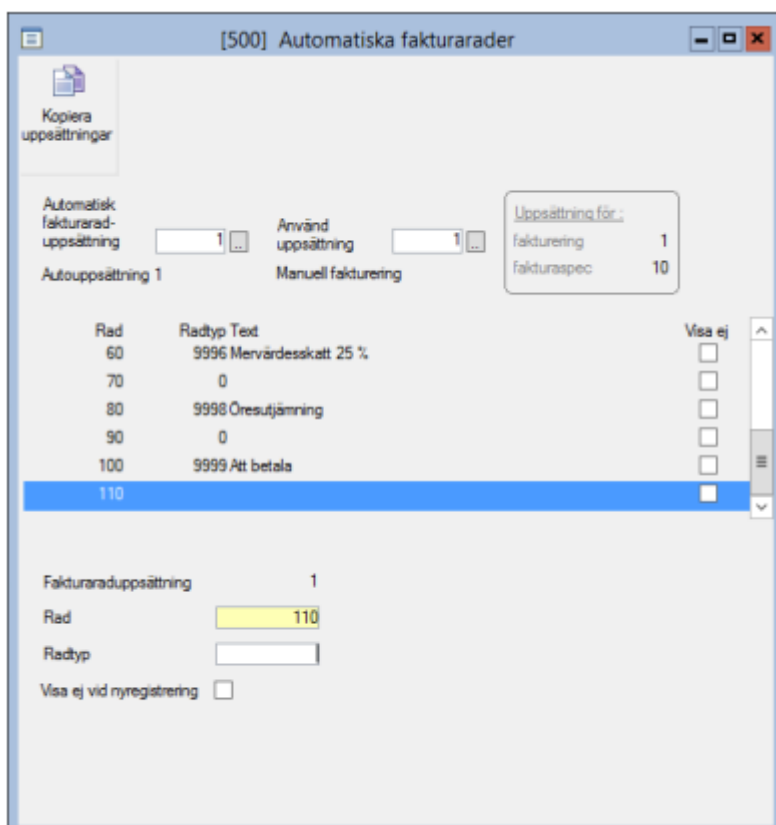 [500] Automatiska fakturarader
Kopiera
uppsättningar
Automatisk
fakturarad-
uppsättning 1 ..
Använd
uppsättning 1 ..
Uppsättning för :
fakturering 1
fakturaspec 10
Autouppsättning 1
Manuell fakturering
Rad Radtyp Text Visa ej
60 9996 Mervärdesskatt 25 %
70 0
80 9998 Öresutjämning
90 0
100 9999 Att betala
110
Fakturaraduppsättning 1
Rad 110
Radtyp
Visa ej vid nyregistrering